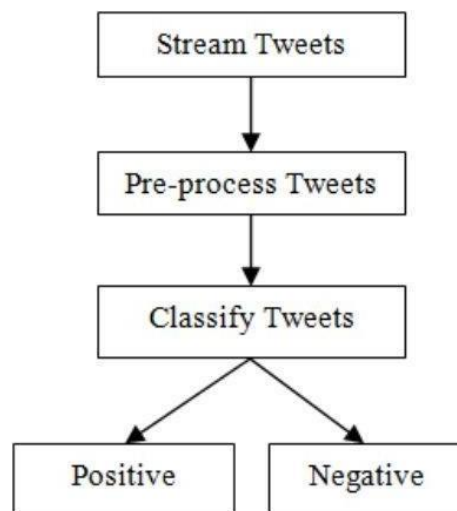 Stream Tweets
Pre-process Tweets
Classify Tweets
Positive
Negative